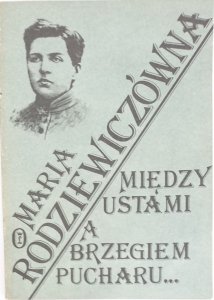 MARIA
RODZIEWICZÓWNA
MIĘDZY
USTAMI
A
BRZEGIEM
PUCHARU...